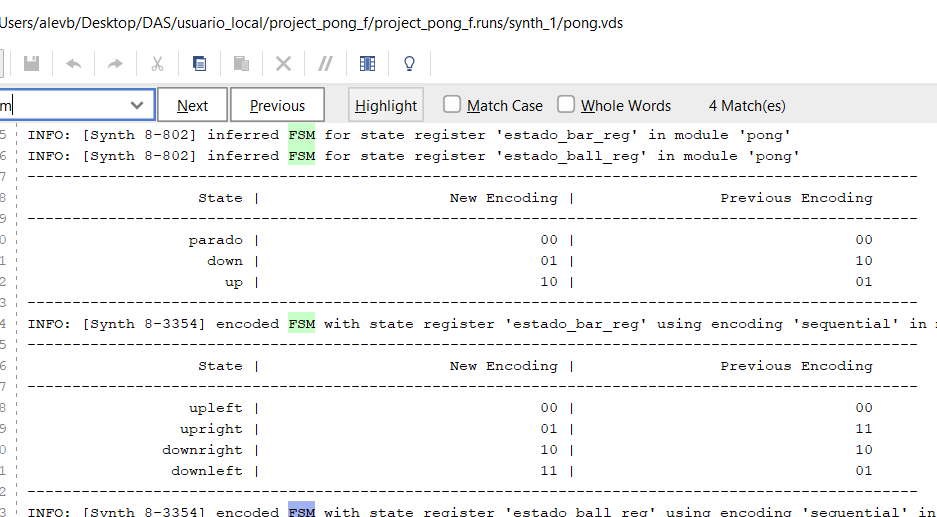 Users/alevb/Desktop/DAS/usuario_local/project_pong_f/project_pong_f.runs/synth_1/pong.vds
m Next Previous Highlight Match Case Whole Words 4 Match(es)
5 INFO: [Synth 8-802] inferred FSM for state register 'estado_bar_reg' in module 'pong'
6 INFO: [Synth 8-802] inferred FSM for state register 'estado_ball_reg' in module 'pong'
7 ---------------------------------------------------------------------------------------------------
8 State | New Encoding | Previous Encoding
9 ---------------------------------------------------------------------------------------------------
0 parado | 00 | 00
1 down | 01 | 10
2 up | 10 | 01
3 ---------------------------------------------------------------------------------------------------
4 INFO: [Synth 8-3354] encoded FSM with state register 'estado_bar_reg' using encoding 'sequential' in
5 ---------------------------------------------------------------------------------------------------
6 State | New Encoding | Previous Encoding
7 ---------------------------------------------------------------------------------------------------
8 upleft | 00 | 00
9 upright | 01 | 11
0 downright | 10 | 10
1 downleft | 11 | 01
2 ---------------------------------------------------------------------------------------------------
3 INFO: [Synth 8-3354] encoded FSM with state register 'estado_ball_reg' using encoding 'sequential' in